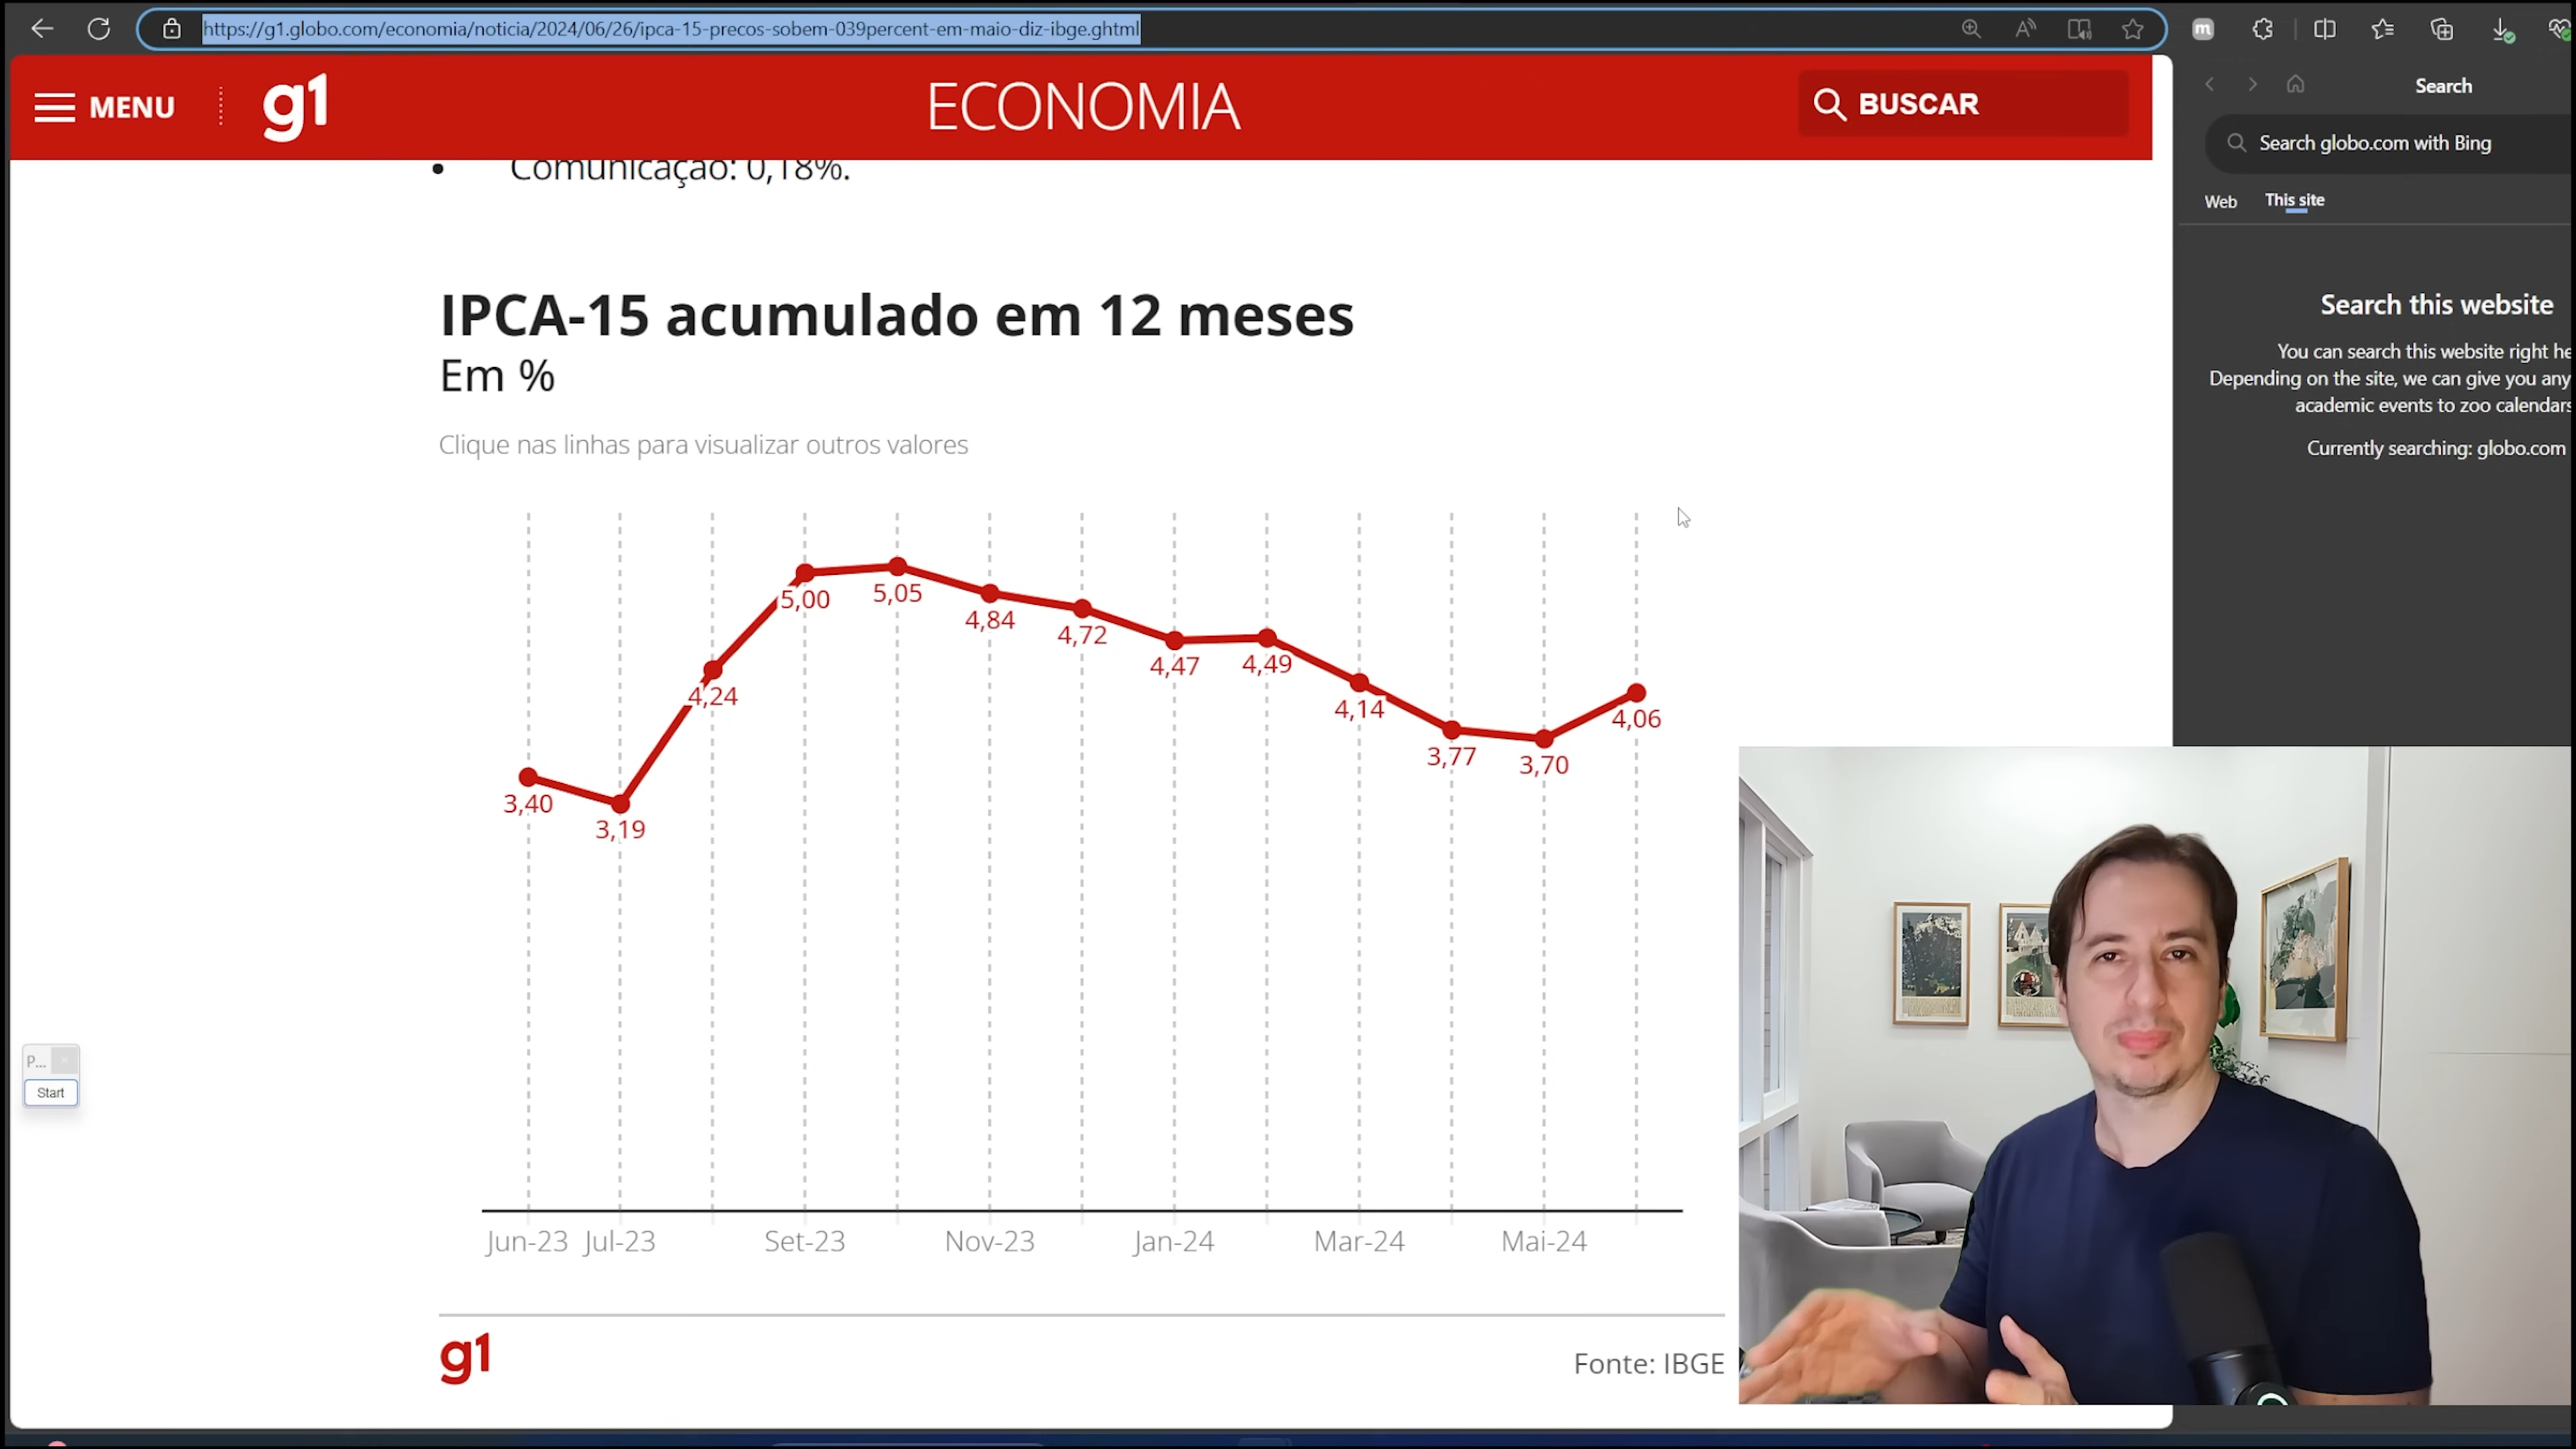 https://g1.globo.com/economia/noticia/2024/06/26/ipca-15-precos-sobem-039percent-em-maio-diz-ibge.ghtml
m
MENU
g1
ECONOMIA
BUSCAR
Search
Search globo.com with Bing
Web
This site
Search this website
You can search this website right he
Depending on the site, we can give you any
academic events to zoo calendars
Currently searching: globo.com
Comunicação: 0,18%.
IPCA-15 acumulado em 12 meses
Em %
Clique nas linhas para visualizar outros valores
3,40
3,19
4,24
5,00
5,05
4,84
4,72
4,47
4,49
4,14
3,77
3,70
4,06
Jun-23 Jul-23 Set-23 Nov-23 Jan-24 Mar-24 Mai-24
P...
Start
g1
Fonte: IBGE